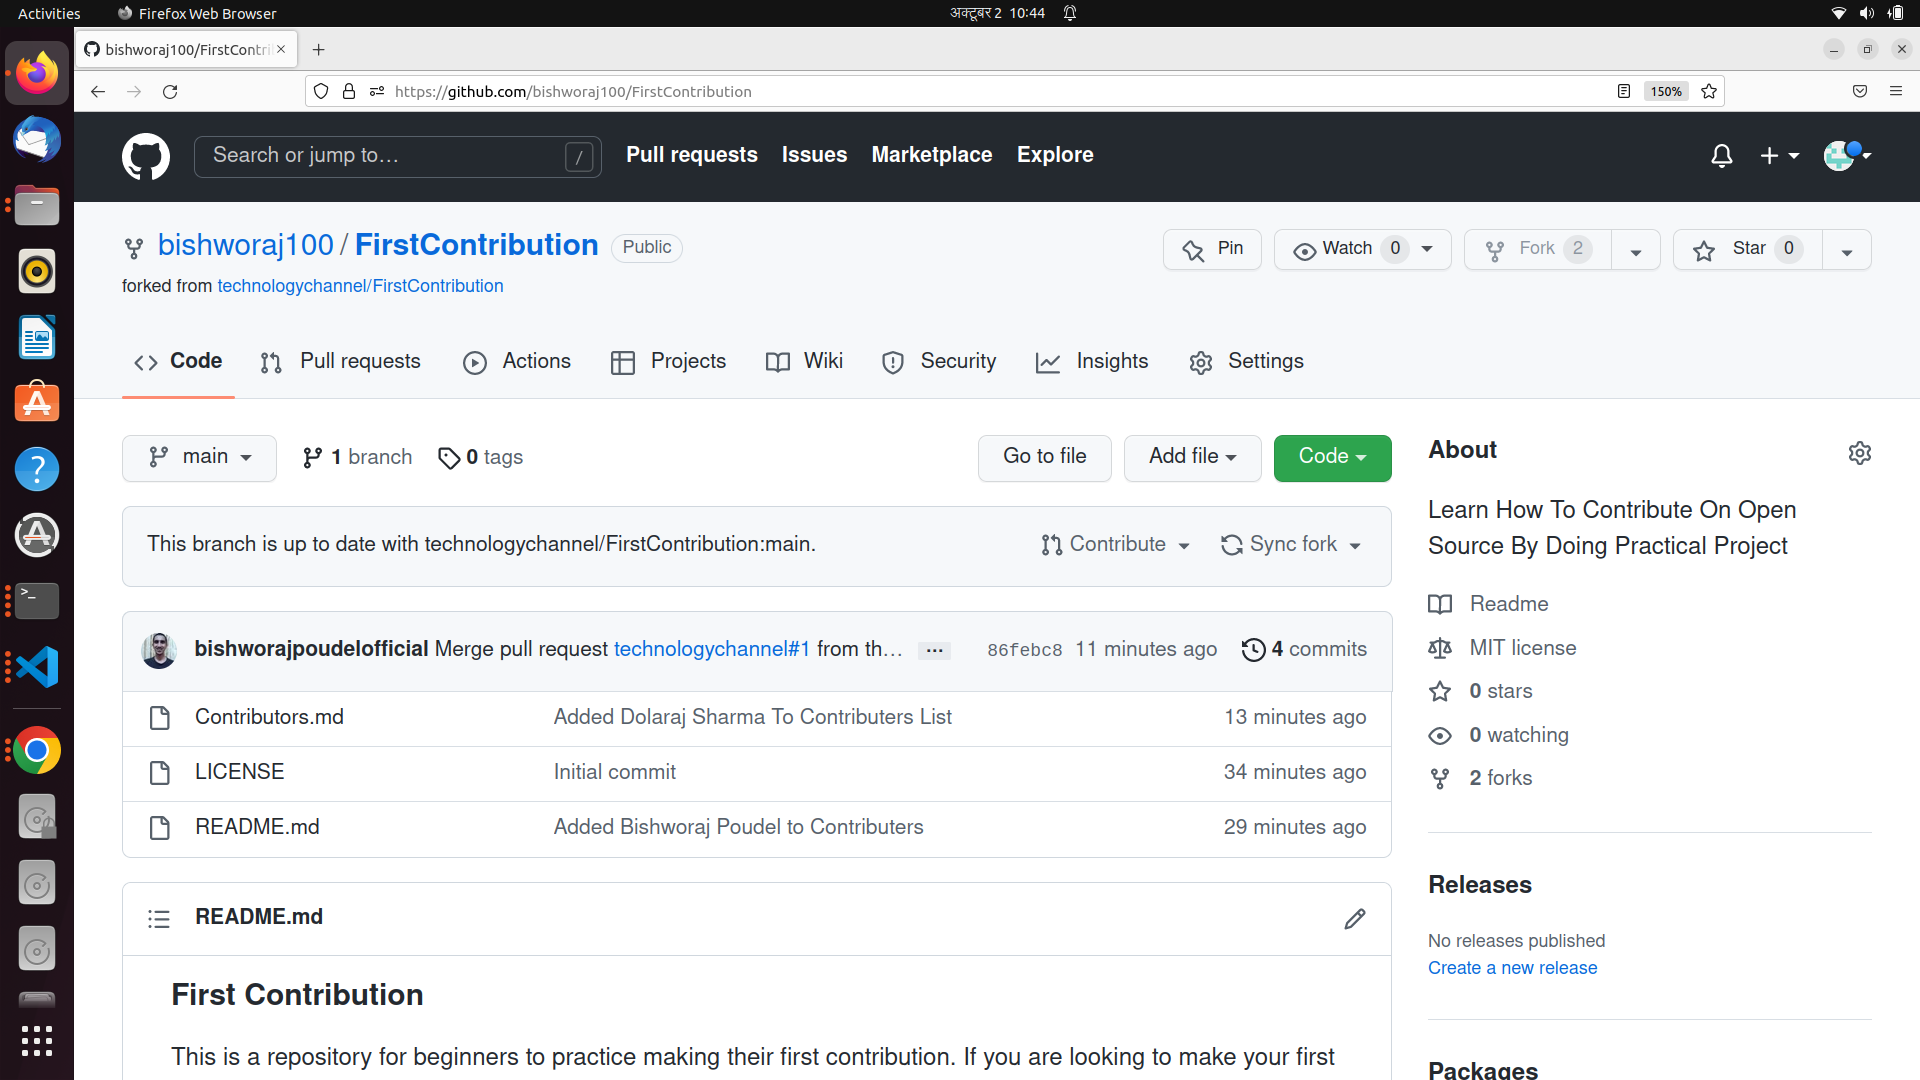 Activities
Firefox Web Browser
अक्टूबर 2 10:44
bishworaj100/FirstContri
https://github.com/bishworaj100/FirstContribution
150%
Search or jump to…
/
Pull requests
Issues
Marketplace
Explore
bishworaj100 / FirstContribution
Public
Pin
Watch 0
Fork 2
Star 0
forked from technologychannel/FirstContribution
Code
Pull requests
Actions
Projects
Wiki
Security
Insights
Settings
main
1 branch
0 tags
Go to file
Add file
Code
This branch is up to date with technologychannel/FirstContribution:main.
Contribute
Sync fork
bishworajpoudelofficial Merge pull request technologychannel#1 from th… ... 86febc8 11 minutes ago 4 commits
Contributors.md Added Dolaraj Sharma To Contributers List 13 minutes ago
LICENSE Initial commit 34 minutes ago
README.md Added Bishworaj Poudel to Contributers 29 minutes ago
README.md
First Contribution
This is a repository for beginners to practice making their first contribution. If you are looking to make your first
About
Learn How To Contribute On Open
Source By Doing Practical Project
Readme
MIT license
0 stars
0 watching
2 forks
Releases
No releases published
Create a new release
Packages